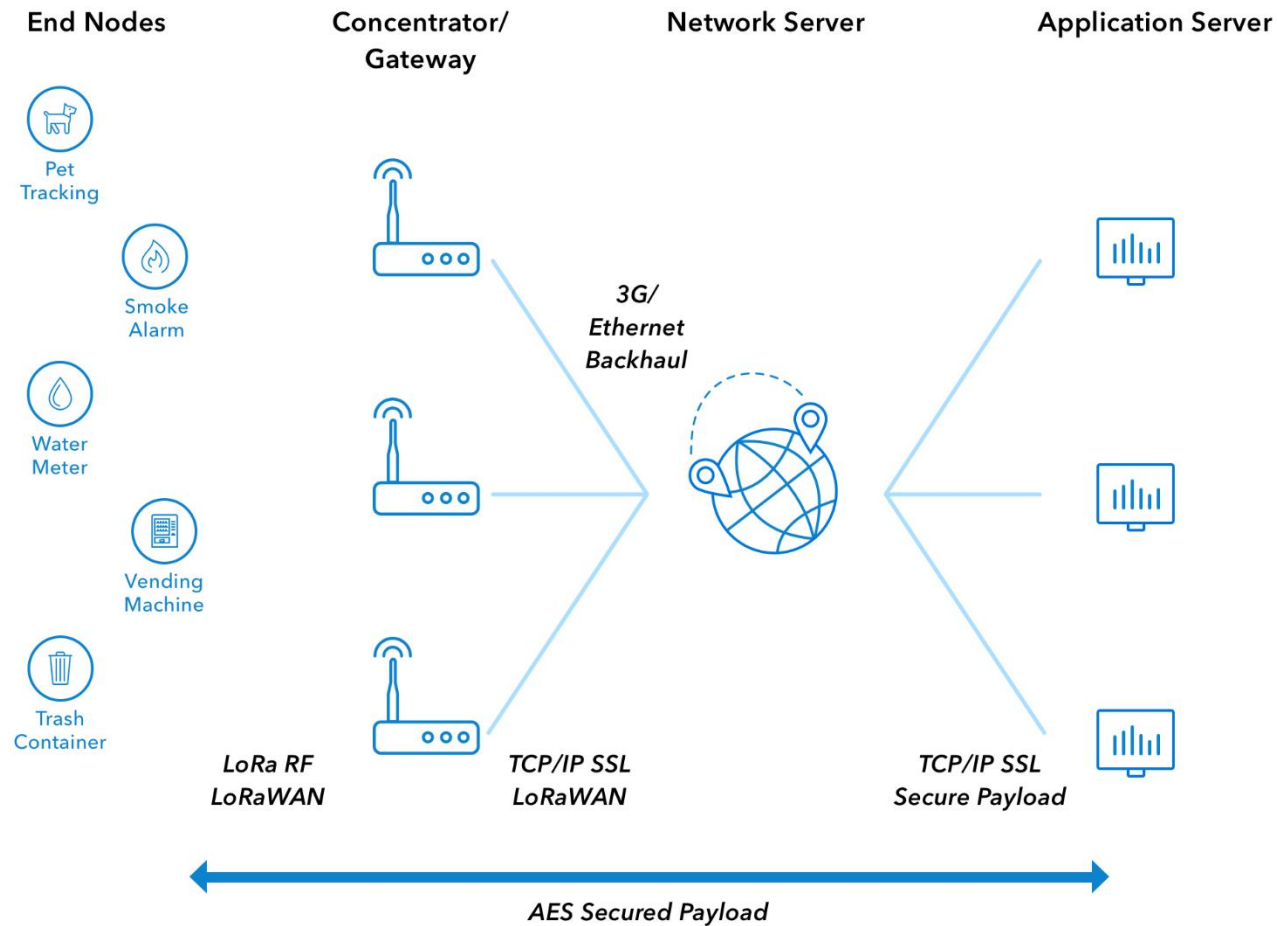 End Nodes
Concentrator/
Gateway
Network Server
Application Server
Pet
Tracking
Smoke
Alarm
Water
Meter
Vending
Machine
Trash
Container
3G/
Ethernet
Backhaul
LoRa RF
LoRaWAN
TCP/IP SSL
LoRaWAN
TCP/IP SSL
Secure Payload
AES Secured Payload